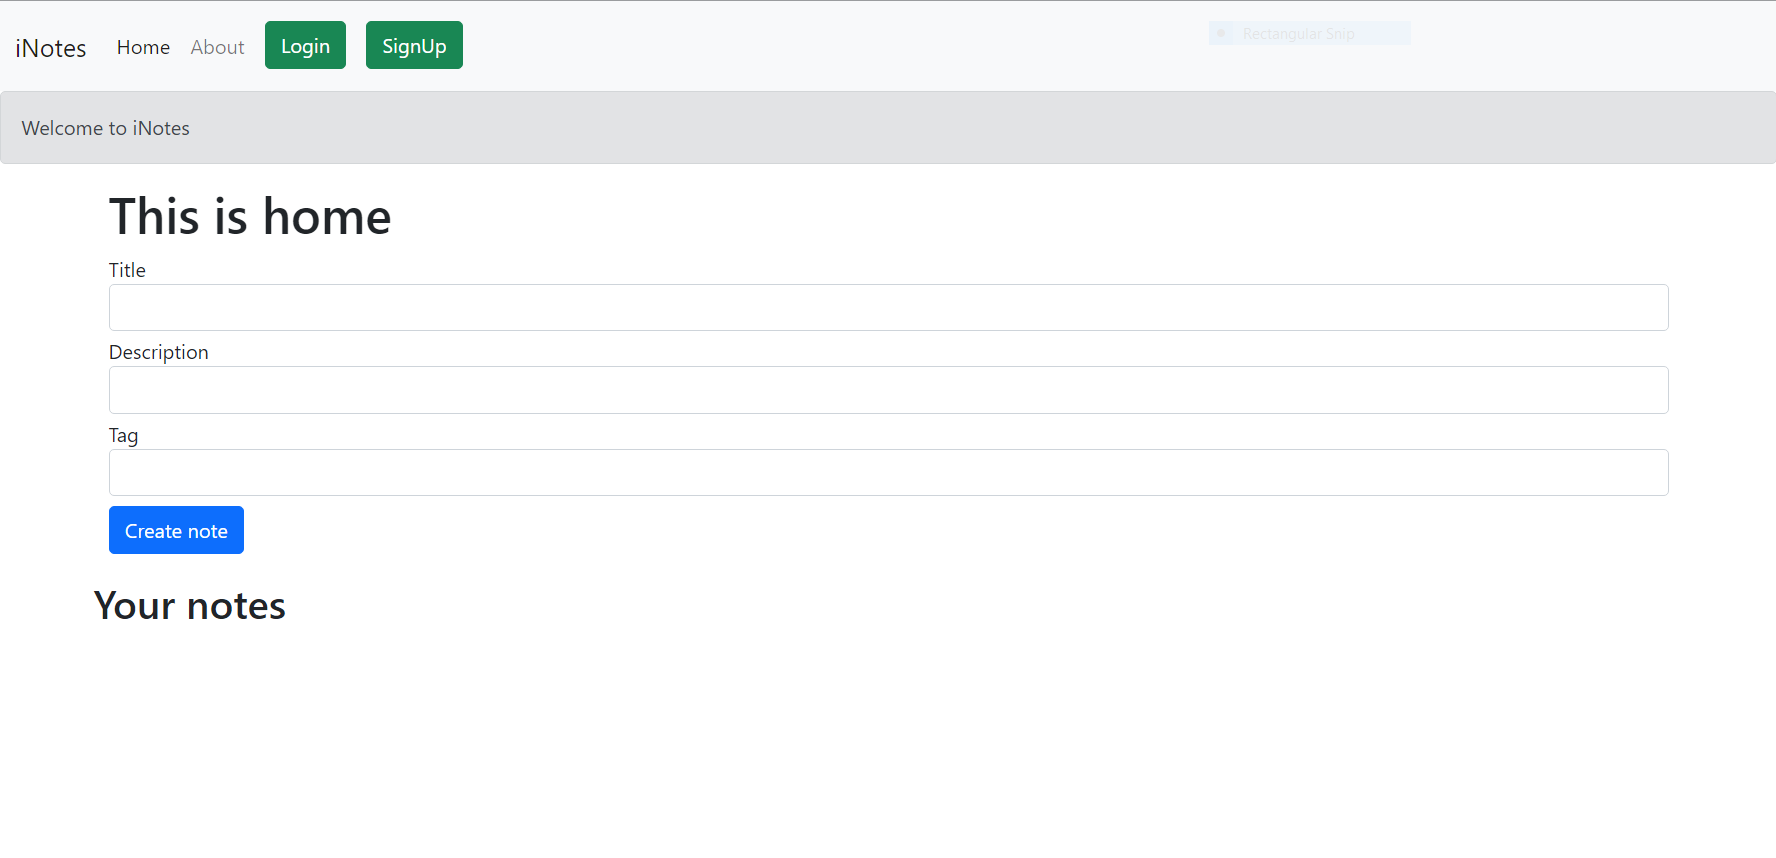 iNotes Home About Login SignUp
Rectangular Snip
Welcome to iNotes
This is home
Title
Description
Tag
Create note
Your notes